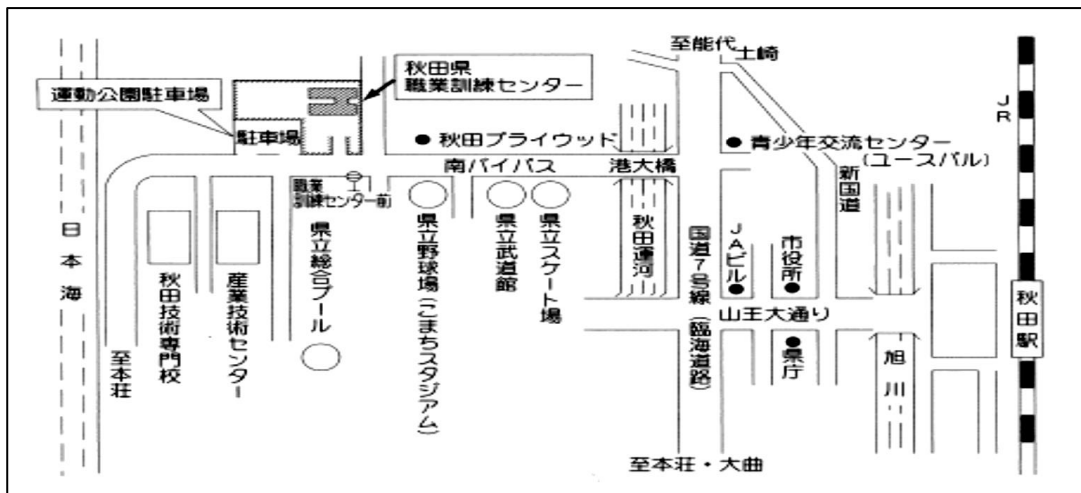 至能代
土崎
秋田県
職業訓練センター
運動公園駐車場
駐車場
JR
秋田プライウッド
青少年交流センター
(ユースパル)
南バイパス
港大橋
新国道
職業
訓練センター前
日本海
秋田技術専門校
産業技術センター
県立総合プール
県立野球場(こまちスタジアム)
県立武道館
県立スケート場
秋田運河
国道7号線(臨海道路)
JAビル
市役所
山王大通り
県庁
旭川
秋田駅
至本荘
至本荘・大曲